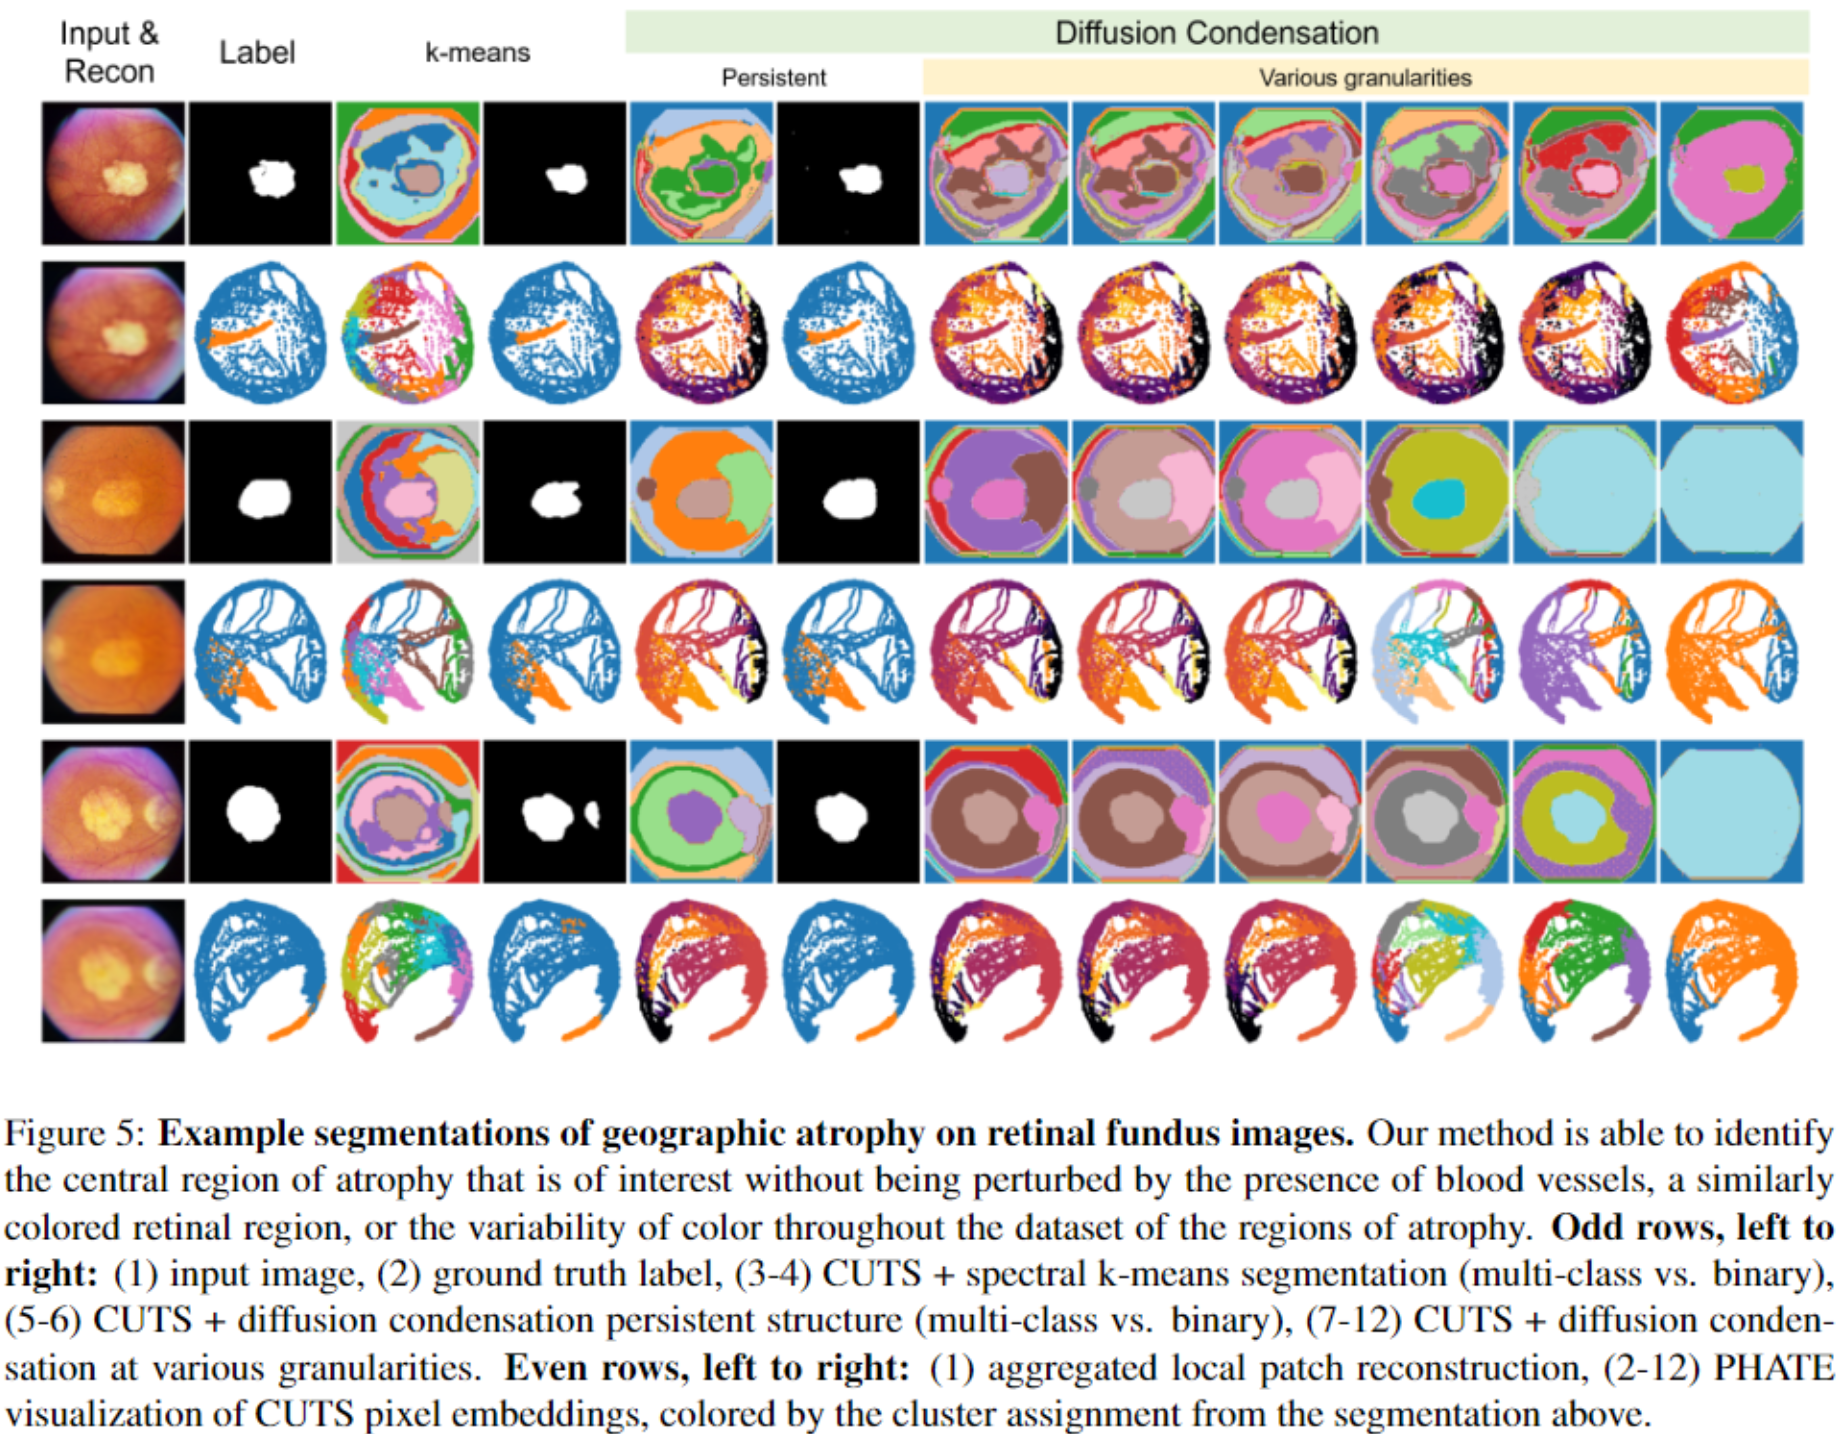 Input &
Recon
Label
k-means
Diffusion Condensation
Persistent
Various granularities
Figure 5: Example segmentations of geographic atrophy on retinal fundus images. Our method is able to identify
the central region of atrophy that is of interest without being perturbed by the presence of blood vessels, a similarly
colored retinal region, or the variability of color throughout the dataset of the regions of atrophy. Odd rows, left to
right: (1) input image, (2) ground truth label, (3-4) CUTS + spectral k-means segmentation (multi-class vs. binary),
(5-6) CUTS + diffusion condensation persistent structure (multi-class vs. binary), (7-12) CUTS + diffusion conden-
sation at various granularities. Even rows, left to right: (1) aggregated local patch reconstruction, (2-12) PHATE
visualization of CUTS pixel embeddings, colored by the cluster assignment from the segmentation above.